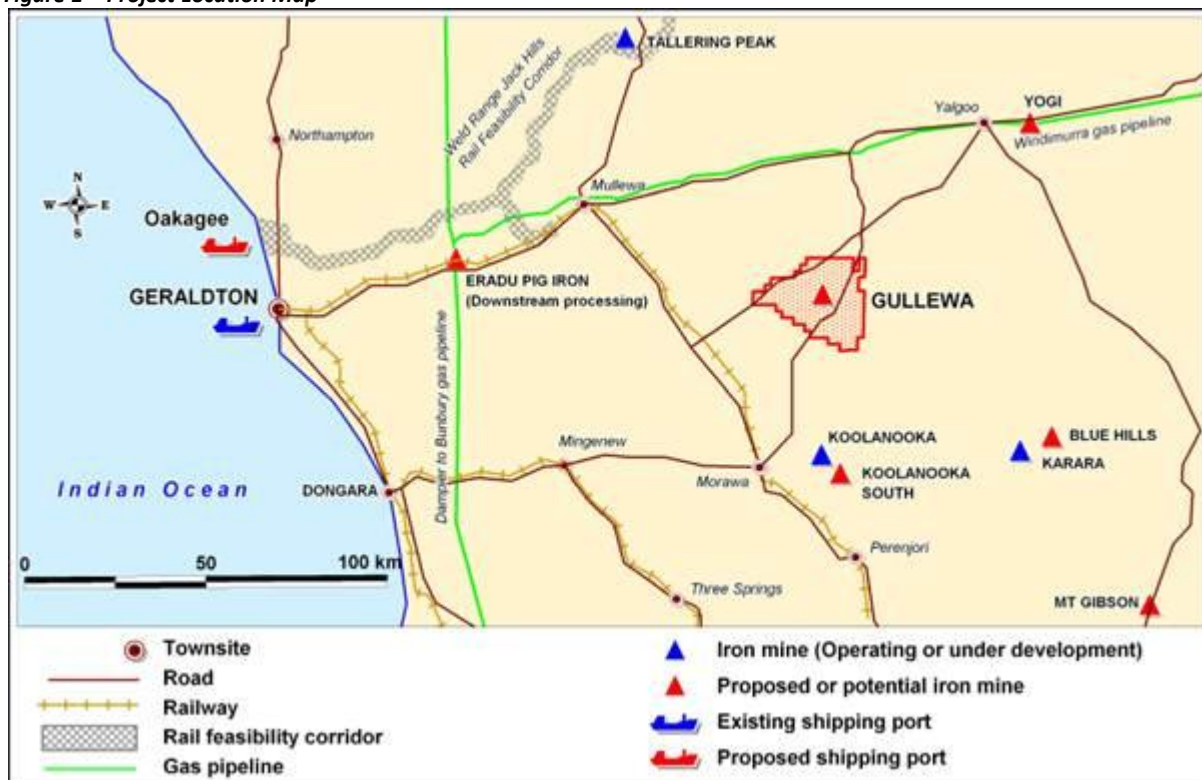 Figure 1 – Project Location Map
TALLERING PEAK
Weld Range Jack Hills
Rail Feasibility Corridor
Northampton
Yalgoo
YOGI
Windimurra gas pipeline
Mullewa
N
W E
S
Oakagee
ERADU PIG IRON
(Downstream processing)
GERALDTON
GULLEWA
Damper to Bunbury gas pipeline
Mingenew
KOOLANOOKA
BLUE HILLS
KARARA
KOOLANOOKA
SOUTH
Morawa
Indian Ocean
DONGARA
0 50 100 km
Perenjori
Three Springs
MT GIBSON
Townsite
Road
Railway
Rail feasibility corridor
Gas pipeline
Iron mine (Operating or under development)
Proposed or potential iron mine
Existing shipping port
Proposed shipping port